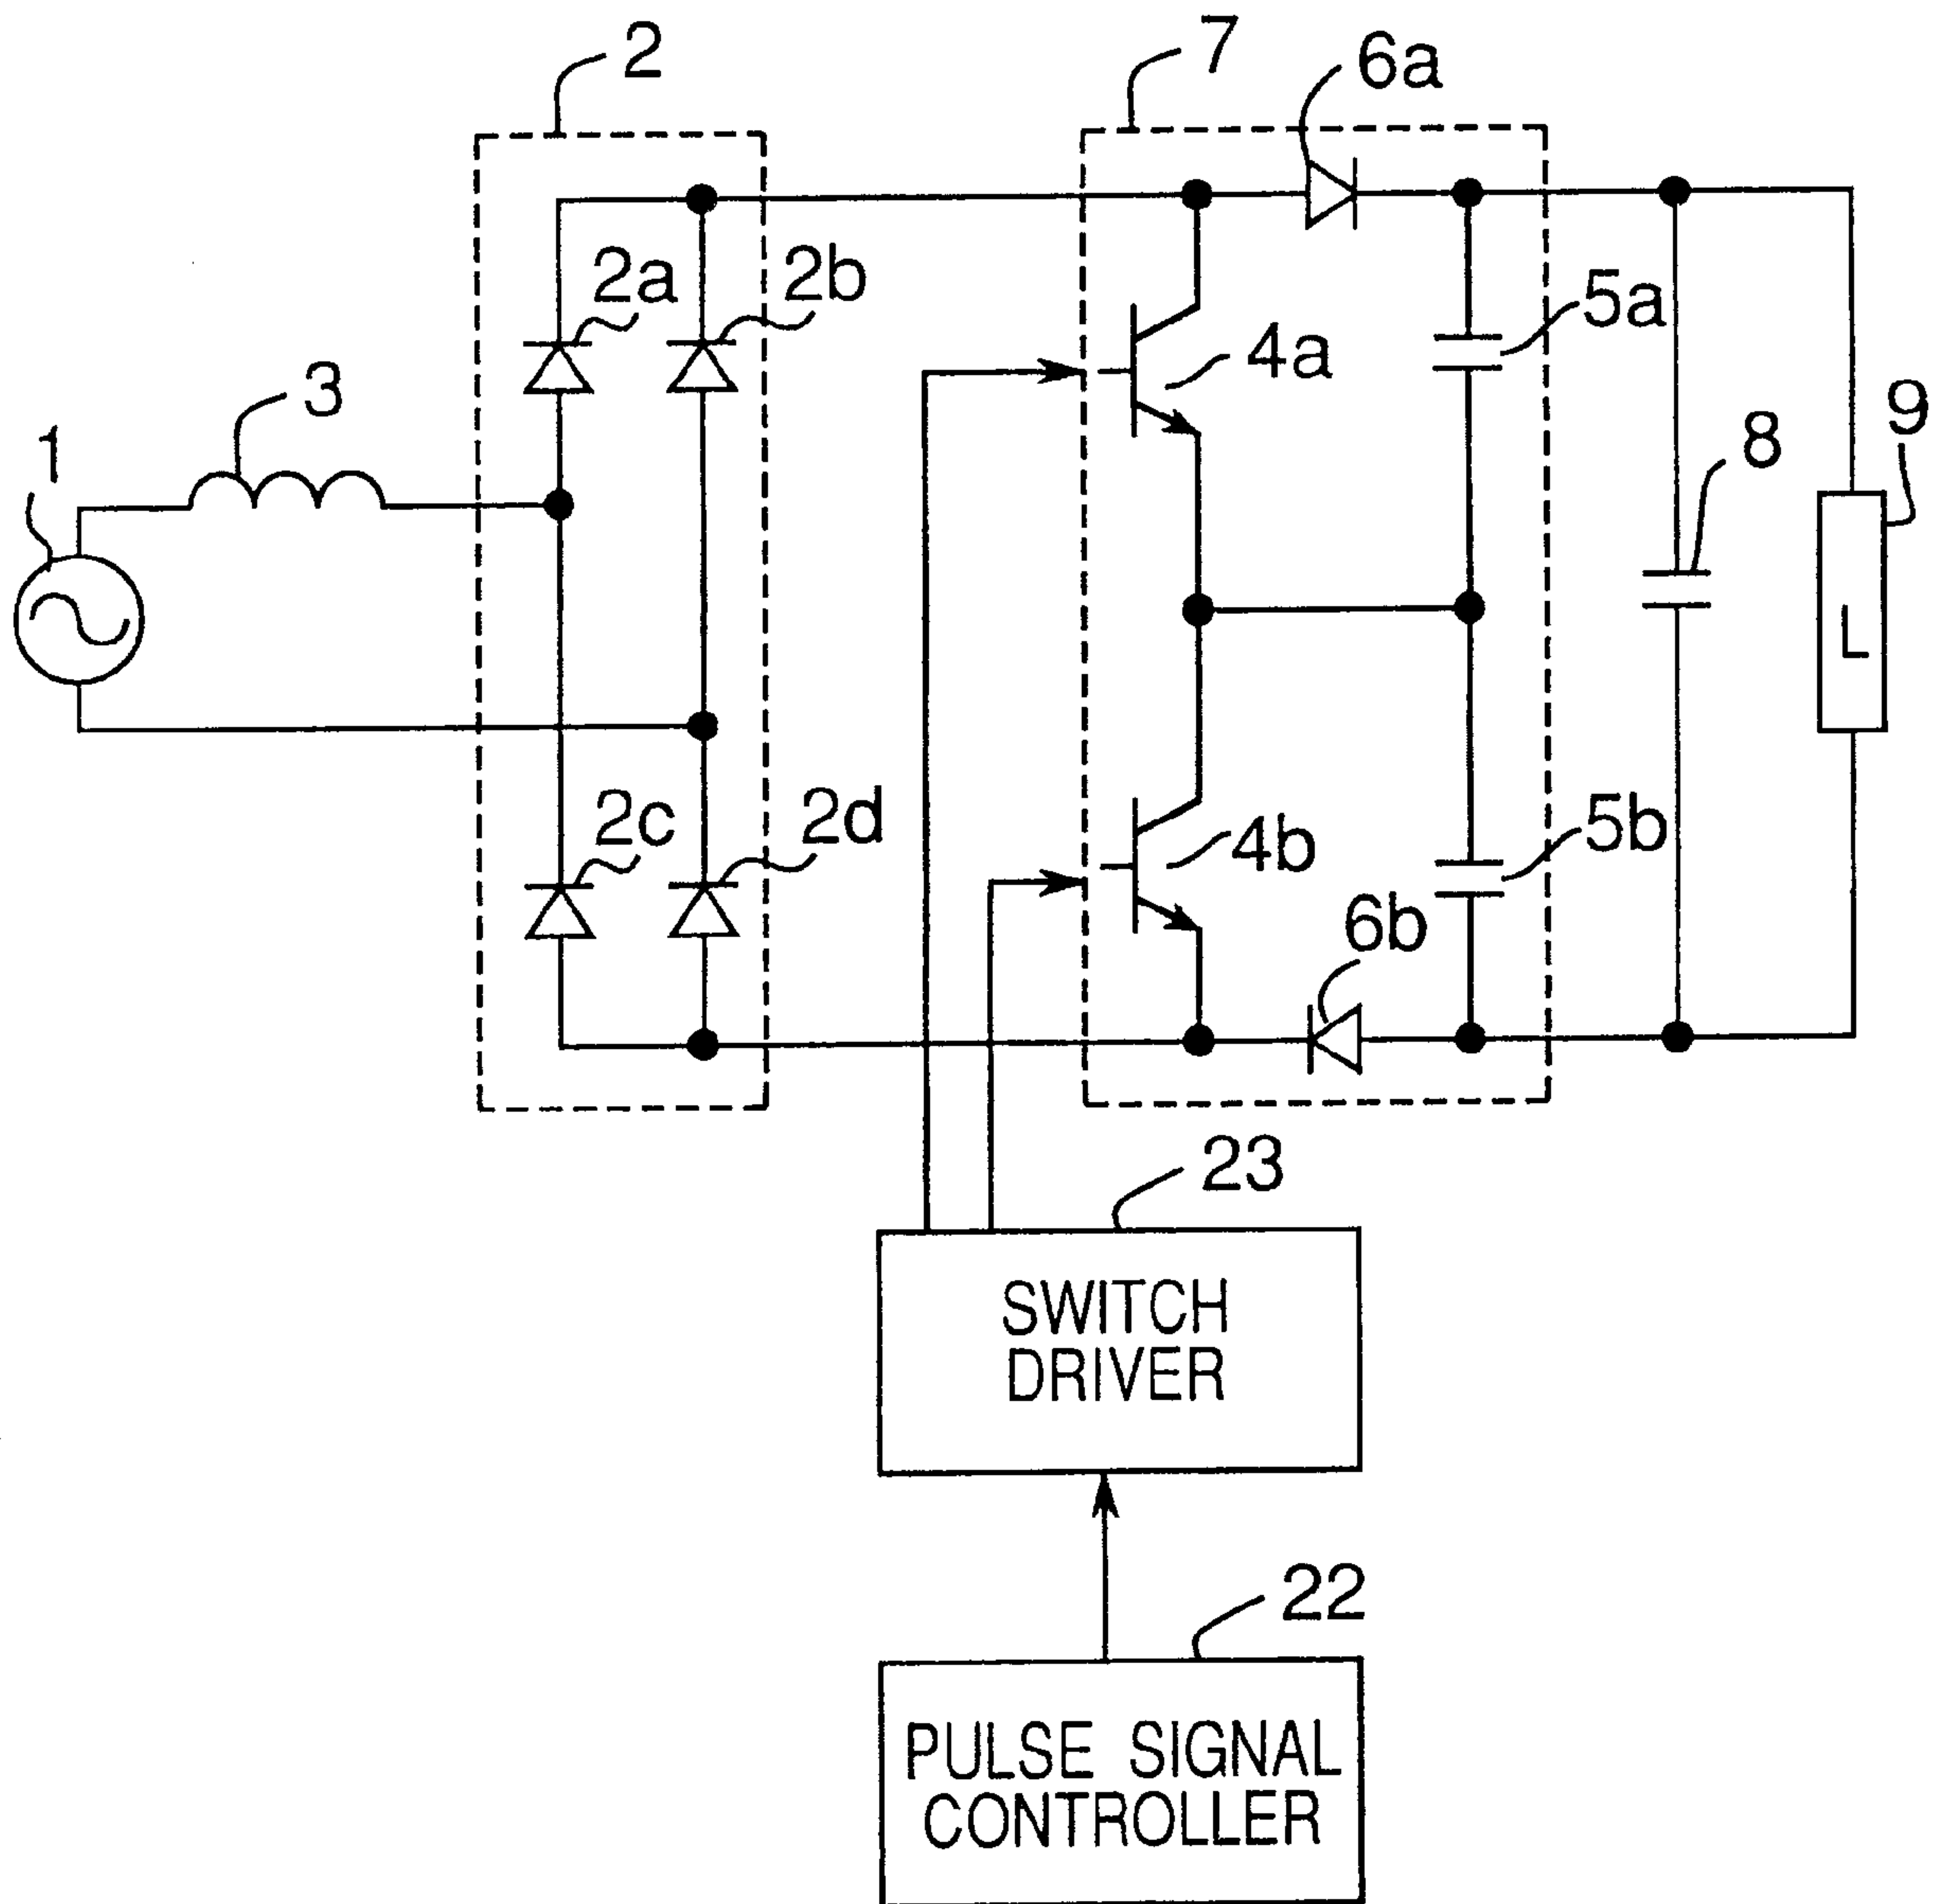 2
7
6a
2a
2b
5a
4a
3
1
8
9
L
2c
2d
4b
5b
6b
23
SWITCH
DRIVER
22
PULSE SIGNAL
CONTROLLER